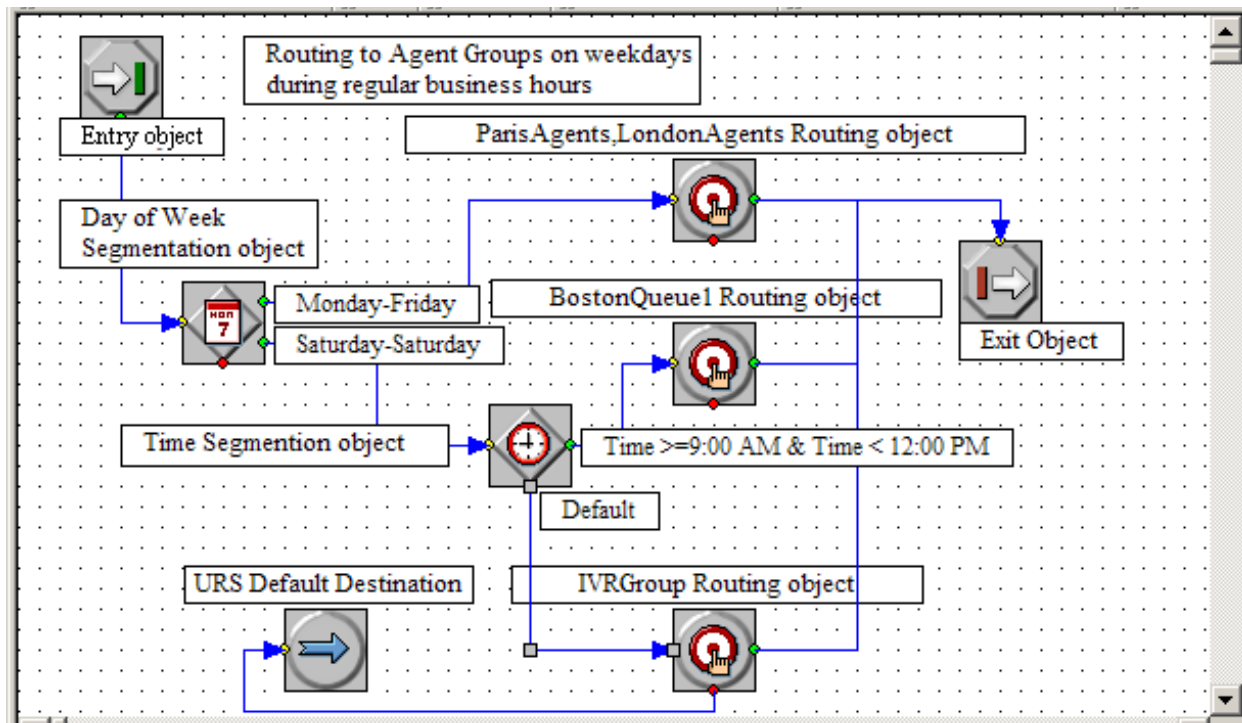 Routing to Agent Groups on weekdays
during regular business hours
Entry object
ParisAgents,LondonAgents Routing object
Day of Week
Segmentation object
MON
7
Monday-Friday
Saturday-Saturday
BostonQueue1 Routing object
Exit Object
Time Segmention object
Time >=9:00 AM & Time < 12:00 PM
Default
URS Default Destination
IVRGroup Routing object